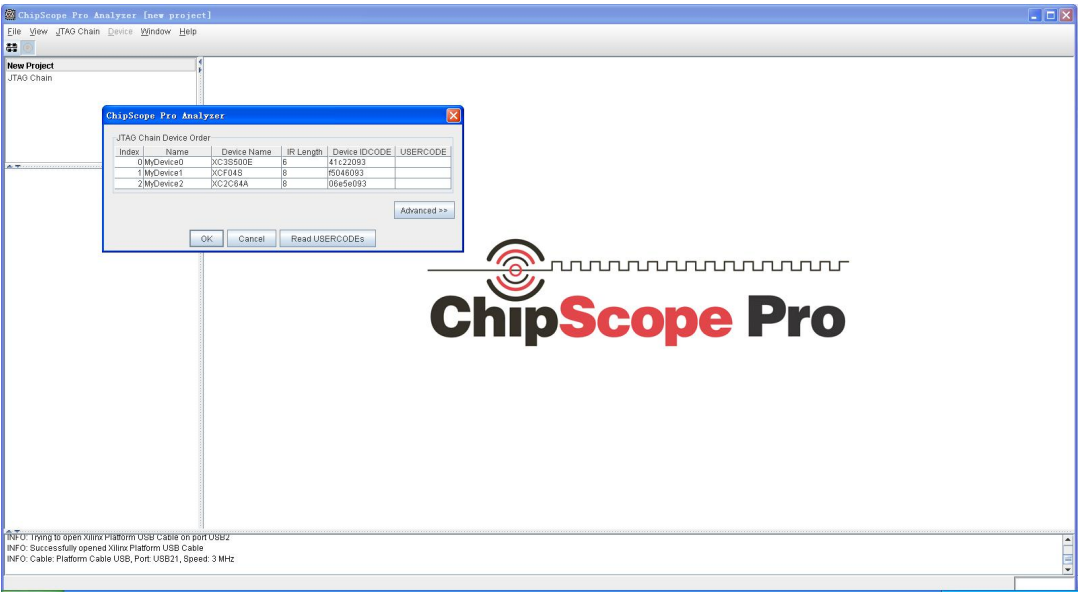 ChipScope Pro Analyzer [new project]
File View JTAG Chain Device Window Help
New Project
JTAG Chain
ChipScope Pro Analyzer
JTAG Chain Device Order
Index Name Device Name IR Length Device IDCODE USERCODE
0 MyDevice0 XC3S500E 6 41c22093
1 MyDevice1 XCF04S 8 f5046093
2 MyDevice2 XC2C64A 8 06e5e093
Advanced >>
OK Cancel Read USERCODEs
ChipScope Pro
INFO: Trying to open Xilinx Platform USB Cable on port USB2
INFO: Successfully opened Xilinx Platform USB Cable
INFO: Cable: Platform Cable USB, Port: USB21, Speed: 3 MHz